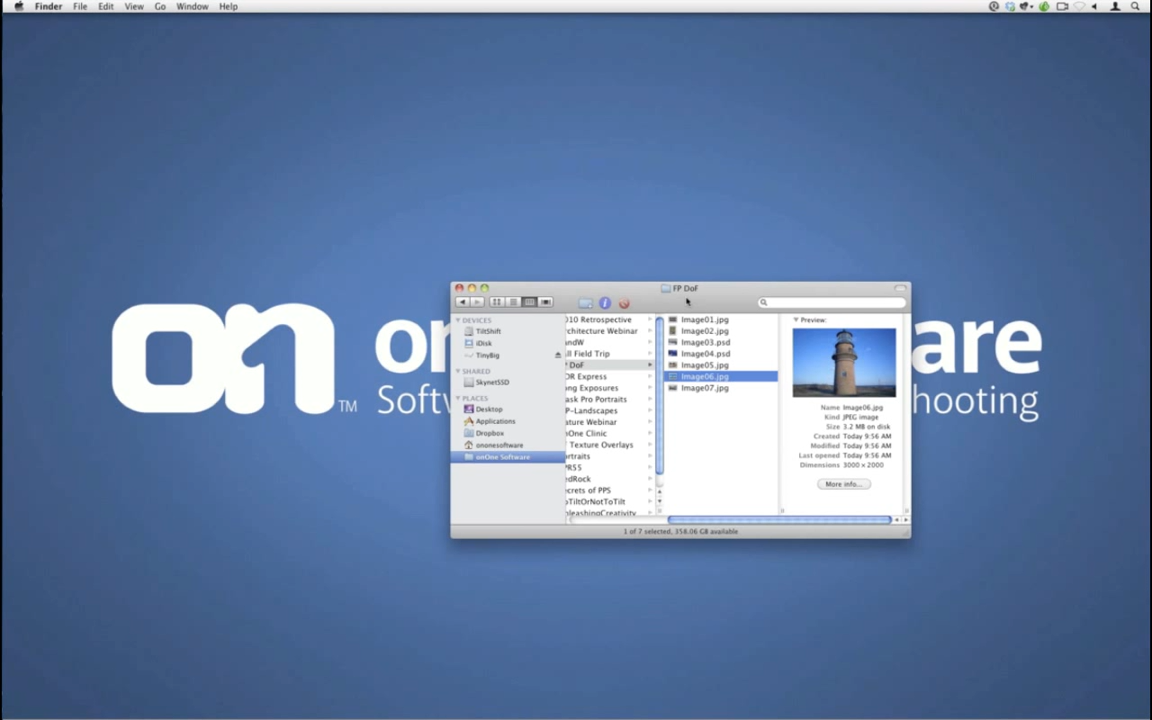 Finder File Edit View Go Window Help
on
TM
on are
Softw hooting
FP DoF
DEVICES
TiltShift
iDisk
TinyBig
SHARED
SkynetSSD
PLACES
Desktop
Applications
Dropbox
ononesoftware
onOne Software
010 Retrospective
rchitecture Webinar
andW
all Field Trip
P DoF
DR Express
ong Exposures
ask Pro Portraits
P-Landscapes
ature Webinar
nOne Clinic
Texture Overlays
ortraits
PR55
edRock
ecrets of PPS
oTiltOrNotToTilt
nleashingCreativity
Image01.jpg
Image02.jpg
Image03.psd
Image04.psd
Image05.jpg
Image06.jpg
Image07.jpg
Preview:
Name Image06.jpg
Kind JPEG image
Size 3.2 MB on disk
Created Today 9:56 AM
Modified Today 9:56 AM
Last opened Today 9:56 AM
Dimensions 3000 × 2000
More info...
1 of 7 selected, 358.06 GB available